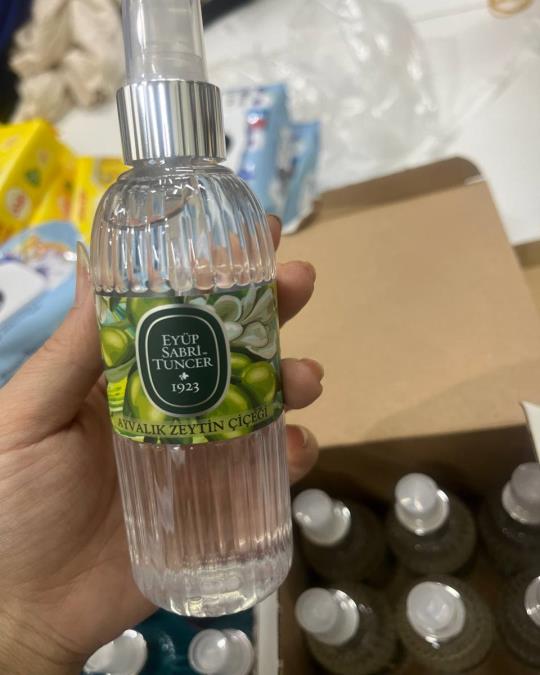 EYÜP
SABRİ
TUNCER
1923
AYVALIK ZEYTİN ÇİÇEĞİ